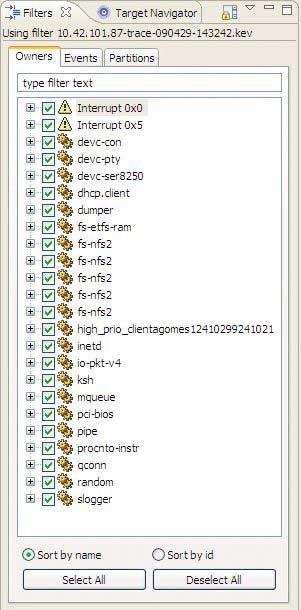 Filters
Target Navigator
Using filter 10.42.101.87-trace-090429-143242.kev
Owners
Events
Partitions
type filter text
Interrupt 0x0
Interrupt 0x5
devc-con
devc-pty
devc-ser8250
dhcp.client
dumper
fs-etfs-ram
fs-nfs2
fs-nfs2
fs-nfs2
fs-nfs2
fs-nfs2
high_prio_clientagomes12410299241021
inetd
io-pkt-v4
ksh
mqueue
pci-bios
pipe
procnto-instr
qconn
random
slogger
Sort by name
Sort by id
Select All
Deselect All